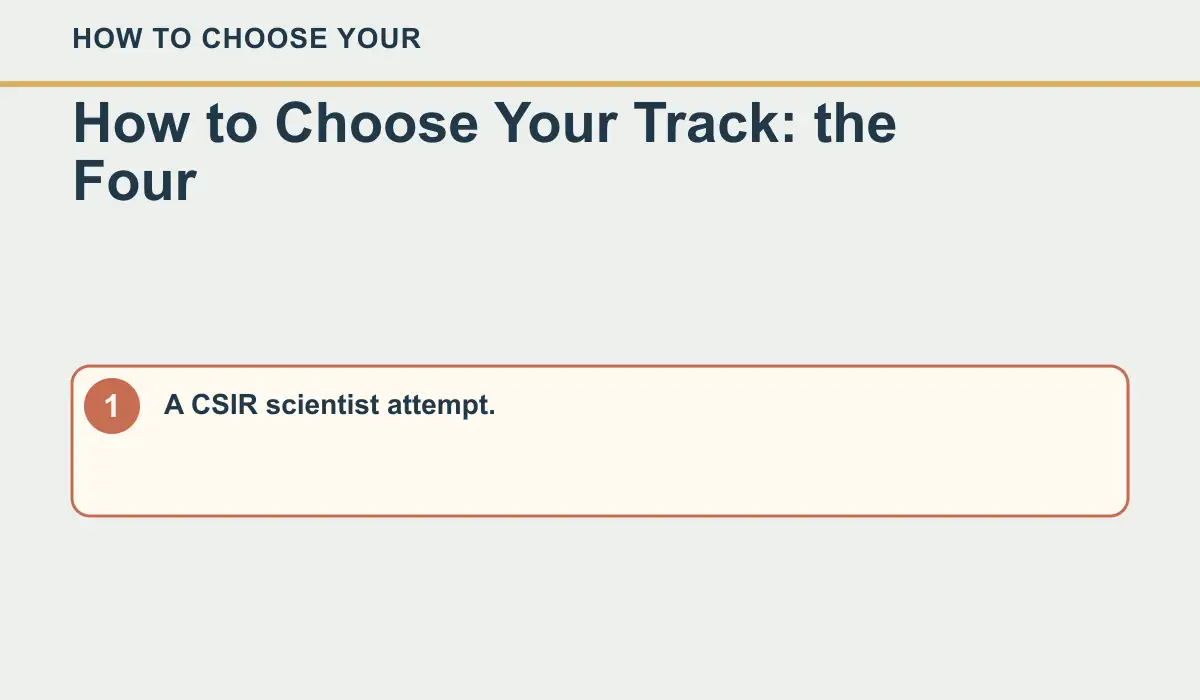 HOW TO CHOOSE YOUR
How to Choose Your Track: the
Four
1
A CSIR scientist attempt.